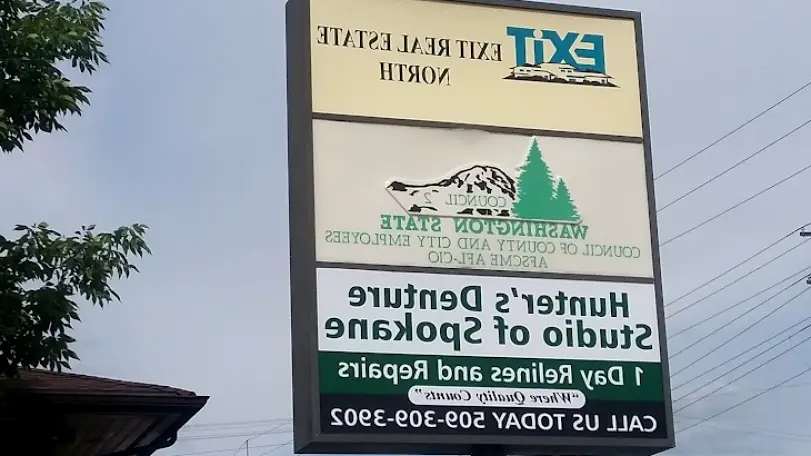 EXiT
EXIT REAL ESTATE
NORTH
COUNCIL 2
WASHINGTON STATE
COUNCIL OF COUNTY AND CITY EMPLOYEES
AFSCME AFL-CIO
Hunter's Denture
Studio of Spokane
1 Day Relines and Repairs
"Where Quality Counts"
CALL US TODAY 509-309-3902